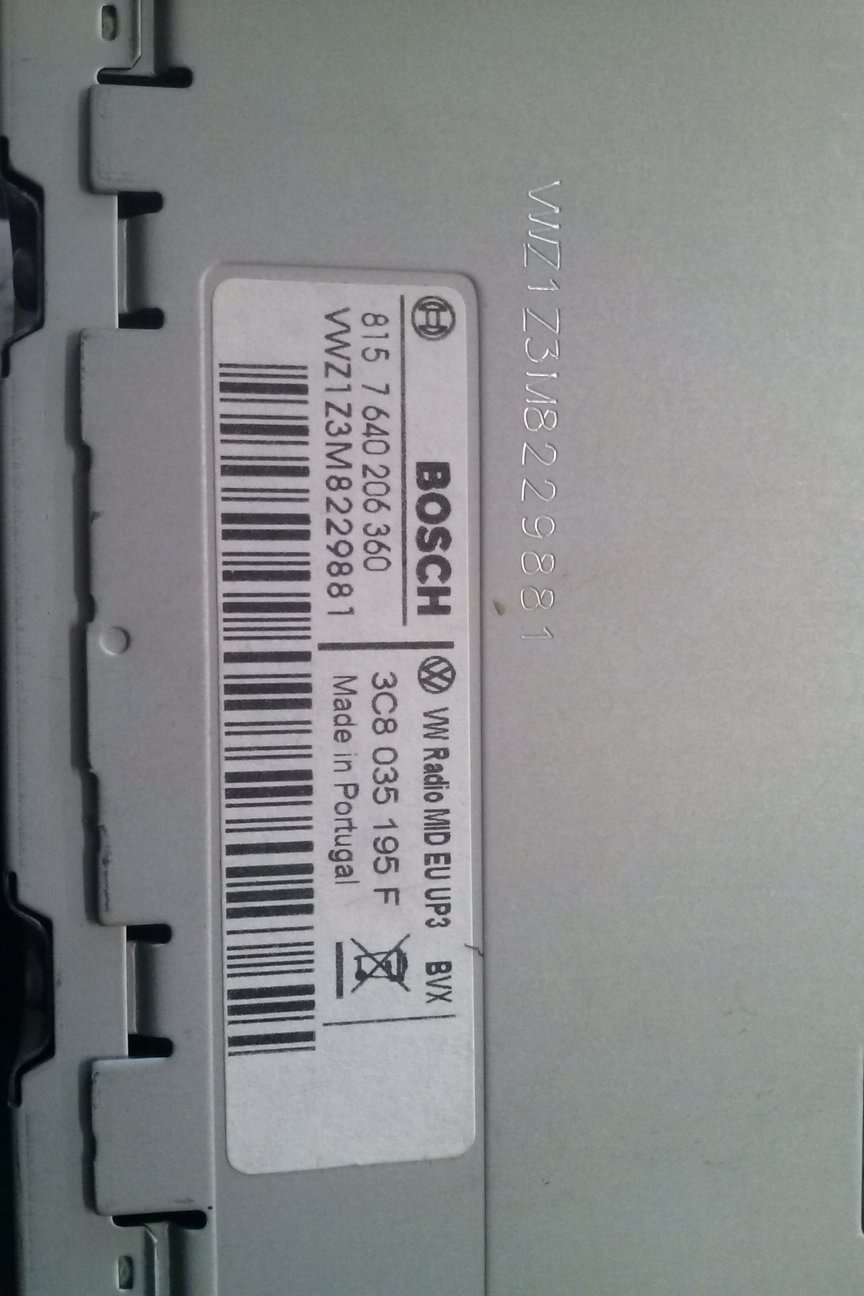 VWZ1Z3M8229881
BOSCH
815 7 640 206 360
VWZ1Z3M8229881
VW Radio MID EU UP3 BVX
3C8 035 195 F
Made in Portugal